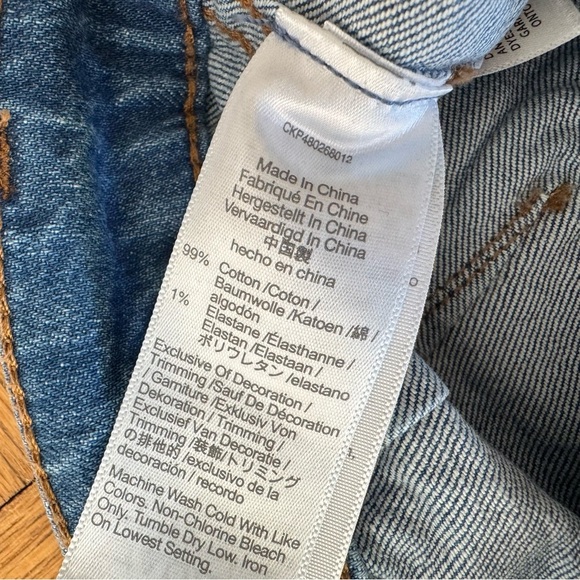 CKP480268012
Made In China
Fabriqué En Chine
Hergestellt In China
Vervaardigd In China
中国製
hecho en china
99% Cotton /Coton /
Baumwolle /Katoen /綿 /
algodón
1% Elastane /Élasthanne /
Elastan /Elastaan /
ポリウレタン /elastano
Exclusive Of Decoration /
Trimming /Sauf De Décoration
/ Garniture /Exklusiv Von
Dekoration / Trimming /
Exclusief Van Decoratie /
Trimming /装飾/トリミング
の排他的 /exclusivo de la
decoración / recordo
Machine Wash Cold With Like
Colors. Non-Chlorine Bleach
Only. Tumble Dry Low. Iron
On Lowest Setting.
DYE
GAR
ONTO